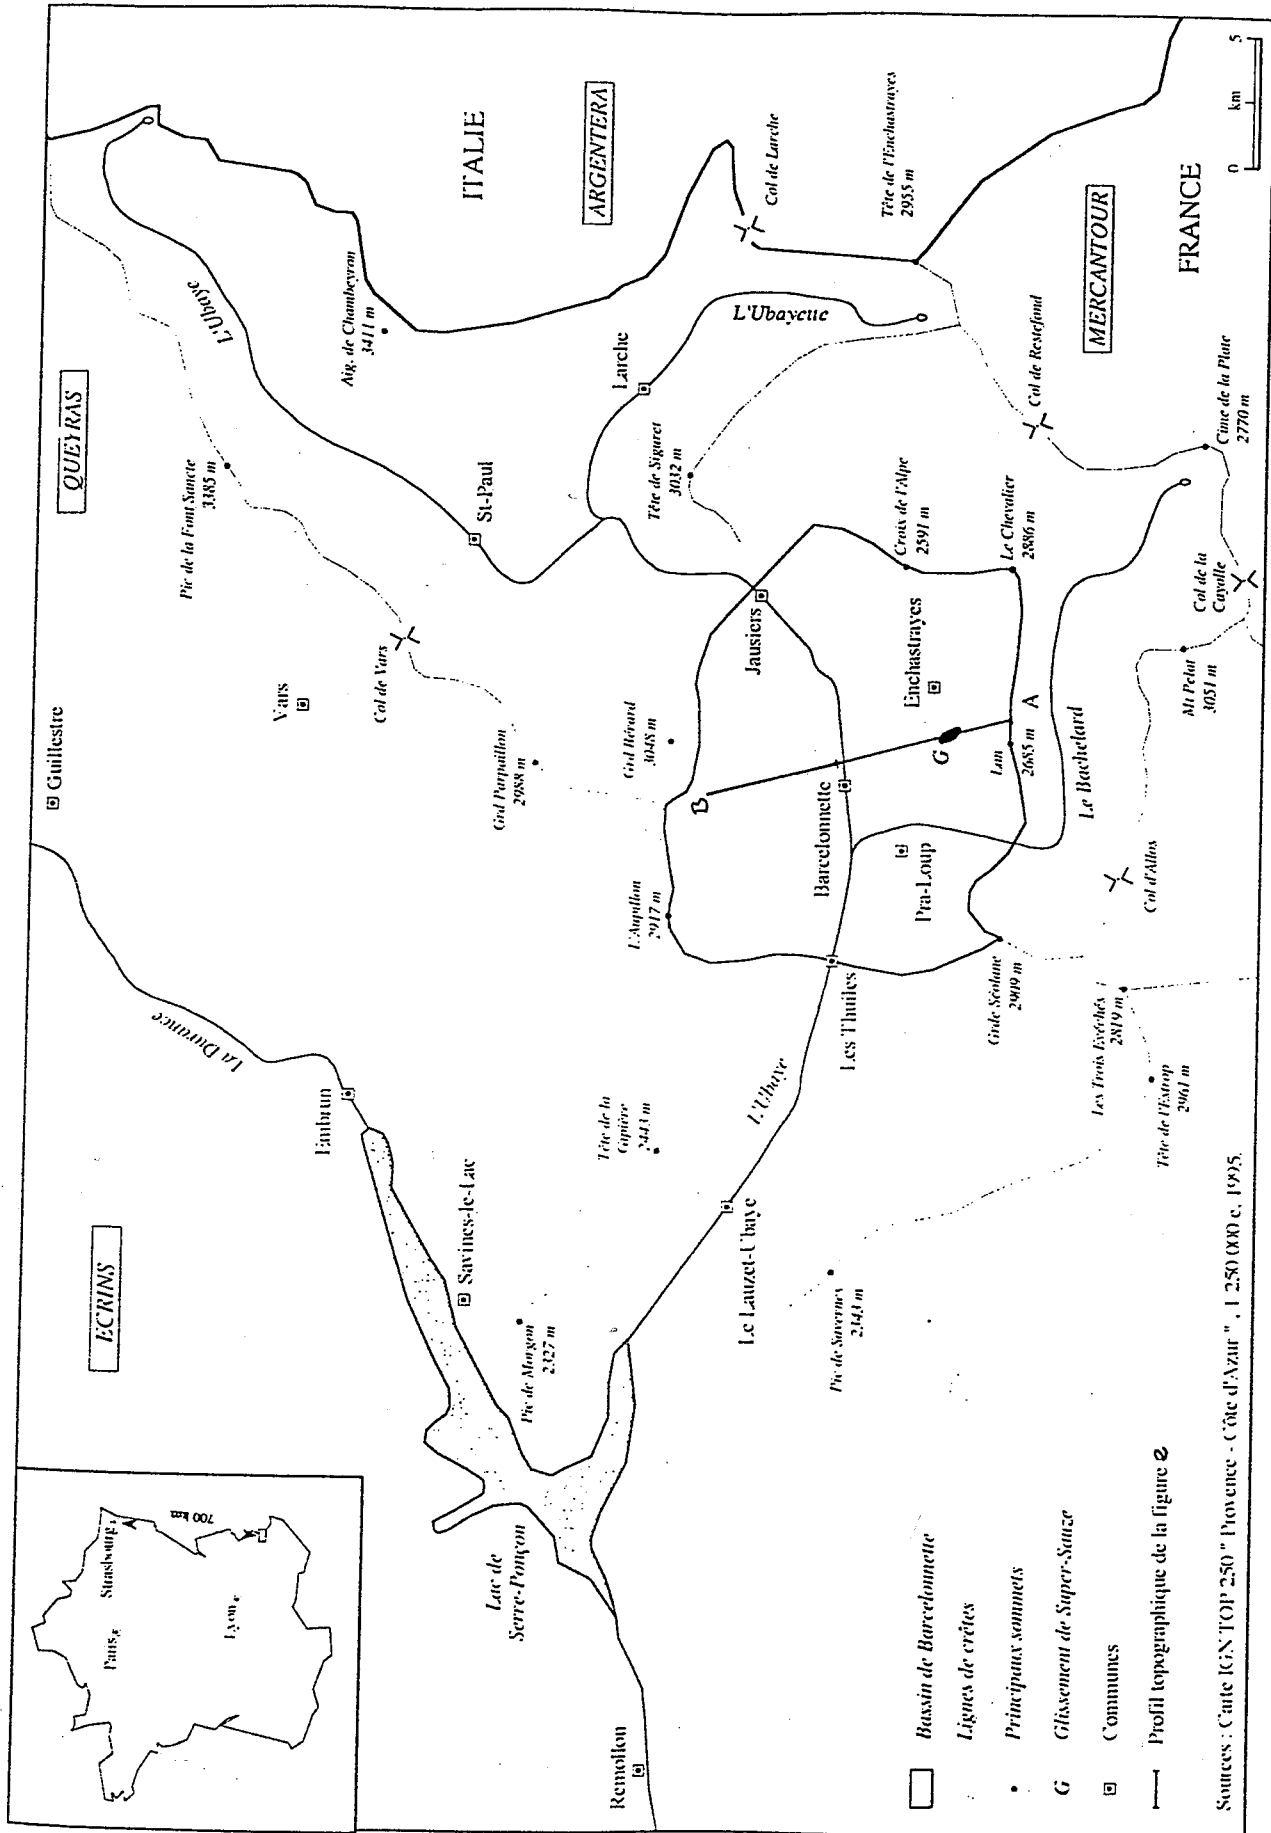 Paris
Strasbourg
Lyon
700 km
ECRINS
QUEYRAS
ITALIE
ARGENTERA
MERCANTOUR
FRANCE
Guillestre
La Durance
Embrun
Savines-le-Lac
Lac de
Serre-Ponçon
Remollon
Pic de Morgon
2327 m
Vars
Col de Vars
Pic de la Font Sancte
3385 m
L'Ubaye
Aig. de Chambeyron
3411 m
St-Paul
Grd Parpaillon
2988 m
Grd Bérard
3048 m
L'Aupillon
2917 m
Tête de la
2443 m
Larche
L'Ubayette
Col de Larche
Tête de Siguret
3032 m
Tête de l'Enchastrayes
2955 m
Jausiers
B
Barcelonnette
Les Thuiles
L'Ubaye
Le Lauzet-Ubaye
Pic de Savernes
2343 m
Enchastrayes
Croix de l'Alpe
2591 m
Le Chevalier
2886 m
Pra-Loup
G
Lan
2685 m
A
Le Bachelard
Grde Séolane
2909 m
Col d'Allos
Les Trois Evêchés
2819 m
Tête de l'Estrop
2961 m
Mt Pelat
3051 m
Col de la
Cayolle
Col de Restefond
Cime de la Plate
2770 m
0 km 5
Bassin de Barcelonnette
Lignes de crêtes
Principaux sommets
G Glissement de Super-Sauze
Communes
Profil topographique de la figure 2
Sources : Carte IGN TOP 250 " Provence - Côte d'Azur ", 1 250 000 e, 1995.